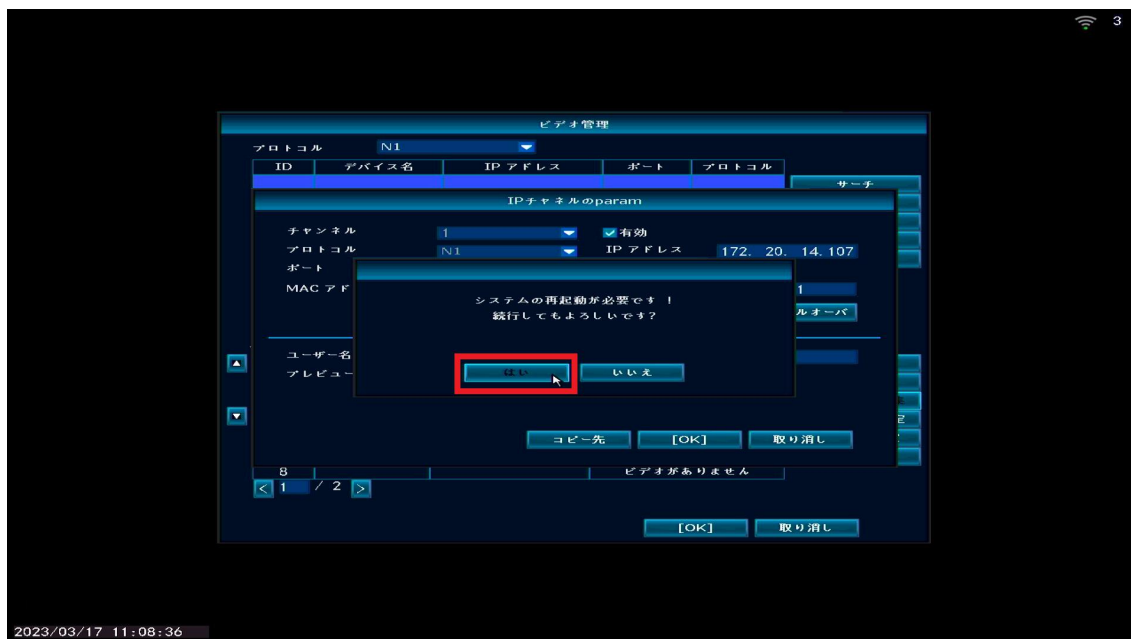 3
ビデオ管理
プロトコル N1
ID デバイス名 IP アドレス ポート プロトコル
サーチ
IPチャネルのparam
チャンネル 1 有効
プロトコル N1 IP アドレス 172. 20. 14. 107
ポート
MAC アド 1
システムの再起動が必要です !
続行してもよろしいです?
ルオーバ
ユーザー名
プレビュー
はい いいえ
定
コピー先 [OK] 取り消し
8 ビデオがありません
< 1 / 2 >
[OK] 取り消し
2023/03/17 11:08:36